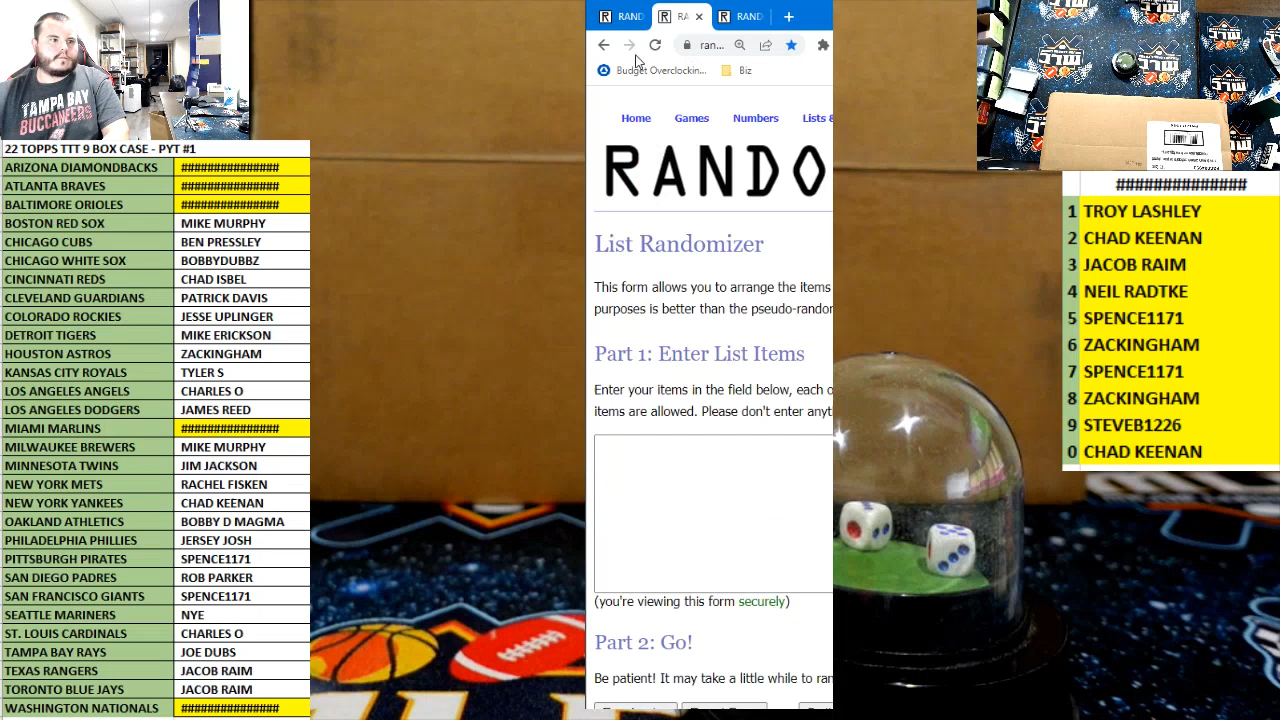 TAMPA BAY
BUCCANEERS
22 TOPPS TTT 9 BOX CASE - PYT #1
ARIZONA DIAMONDBACKS ###############
ATLANTA BRAVES ###############
BALTIMORE ORIOLES ###############
BOSTON RED SOX MIKE MURPHY
CHICAGO CUBS BEN PRESSLEY
CHICAGO WHITE SOX BOBBYDUBBZ
CINCINNATI REDS CHAD ISBEL
CLEVELAND GUARDIANS PATRICK DAVIS
COLORADO ROCKIES JESSE UPLINGER
DETROIT TIGERS MIKE ERICKSON
HOUSTON ASTROS ZACKINGHAM
KANSAS CITY ROYALS TYLER S
LOS ANGELES ANGELS CHARLES O
LOS ANGELES DODGERS JAMES REED
MIAMI MARLINS ###############
MILWAUKEE BREWERS MIKE MURPHY
MINNESOTA TWINS JIM JACKSON
NEW YORK METS RACHEL FISKEN
NEW YORK YANKEES CHAD KEENAN
OAKLAND ATHLETICS BOBBY D MAGMA
PHILADELPHIA PHILLIES JERSEY JOSH
PITTSBURGH PIRATES SPENCE1171
SAN DIEGO PADRES ROB PARKER
SAN FRANCISCO GIANTS SPENCE1171
SEATTLE MARINERS NYE
ST. LOUIS CARDINALS CHARLES O
TAMPA BAY RAYS JOE DUBS
TEXAS RANGERS JACOB RAIM
TORONTO BLUE JAYS JACOB RAIM
WASHINGTON NATIONALS ###############
RAND RA RAND
ran...
Budget Overclockin... Biz
Home Games Numbers Lists &
RANDO
List Randomizer
This form allows you to arrange the items
purposes is better than the pseudo-randor
Part 1: Enter List Items
Enter your items in the field below, each o
items are allowed. Please don't enter anyt
(you're viewing this form securely)
Part 2: Go!
Be patient! It may take a little while to ran
##############
1 TROY LASHLEY
2 CHAD KEENAN
3 JACOB RAIM
4 NEIL RADTKE
5 SPENCE1171
6 ZACKINGHAM
7 SPENCE1171
8 ZACKINGHAM
9 STEVEB1226
0 CHAD KEENAN